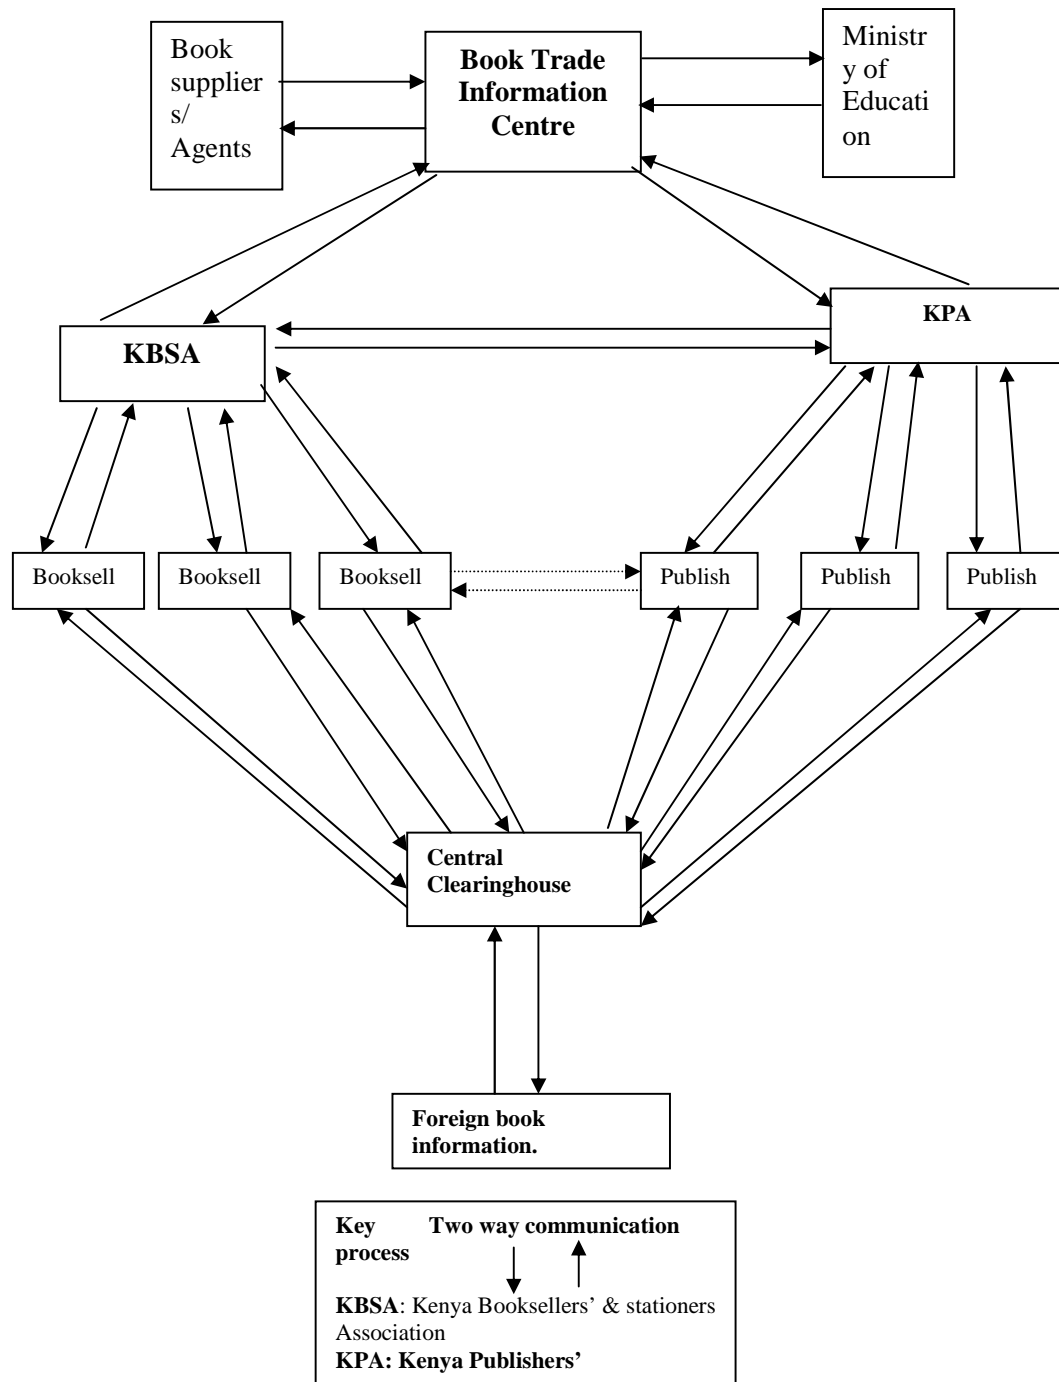 Book
supplier
s/
Agents
Book Trade
Information
Centre
Ministr
y of
Educati
on
KBSA
KPA
Booksell
Booksell
Booksell
Publish
Publish
Publish
Central
Clearinghouse
Foreign book
information.
Key Two way communication
process
KBSA: Kenya Booksellers’ & stationers
Association
KPA: Kenya Publishers’